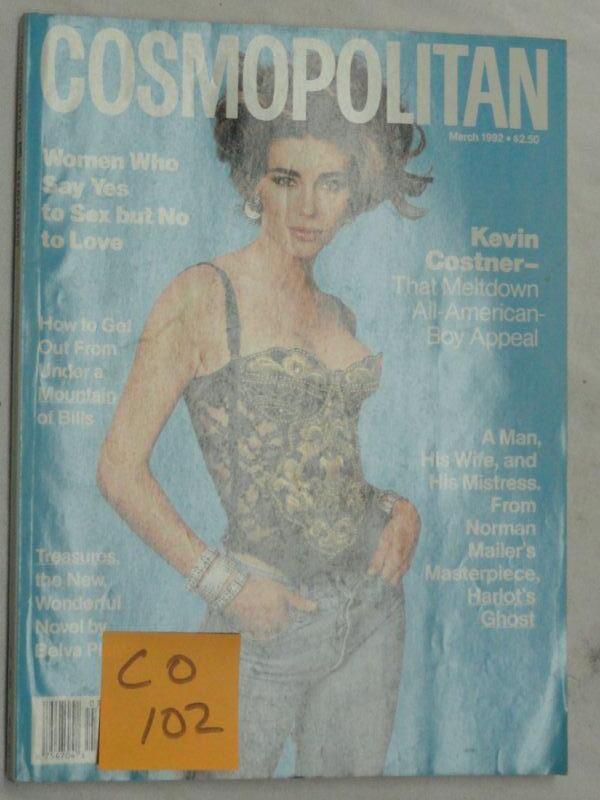 COSMOPOLITAN
March 1992 • $2.50
Women Who
Say Yes
to Sex but No
to Love
Kevin
Costner–
That Meltdown
All-American-
Boy Appeal
How to Get
Out From
Under a
Mountain
of Bills
A Man,
His Wife, and
His Mistress.
From
Norman
Mailer's
Masterpiece,
Harlot's
Ghost
Treasures,
the New,
Wonderful
Novel by
Belva
CO
102